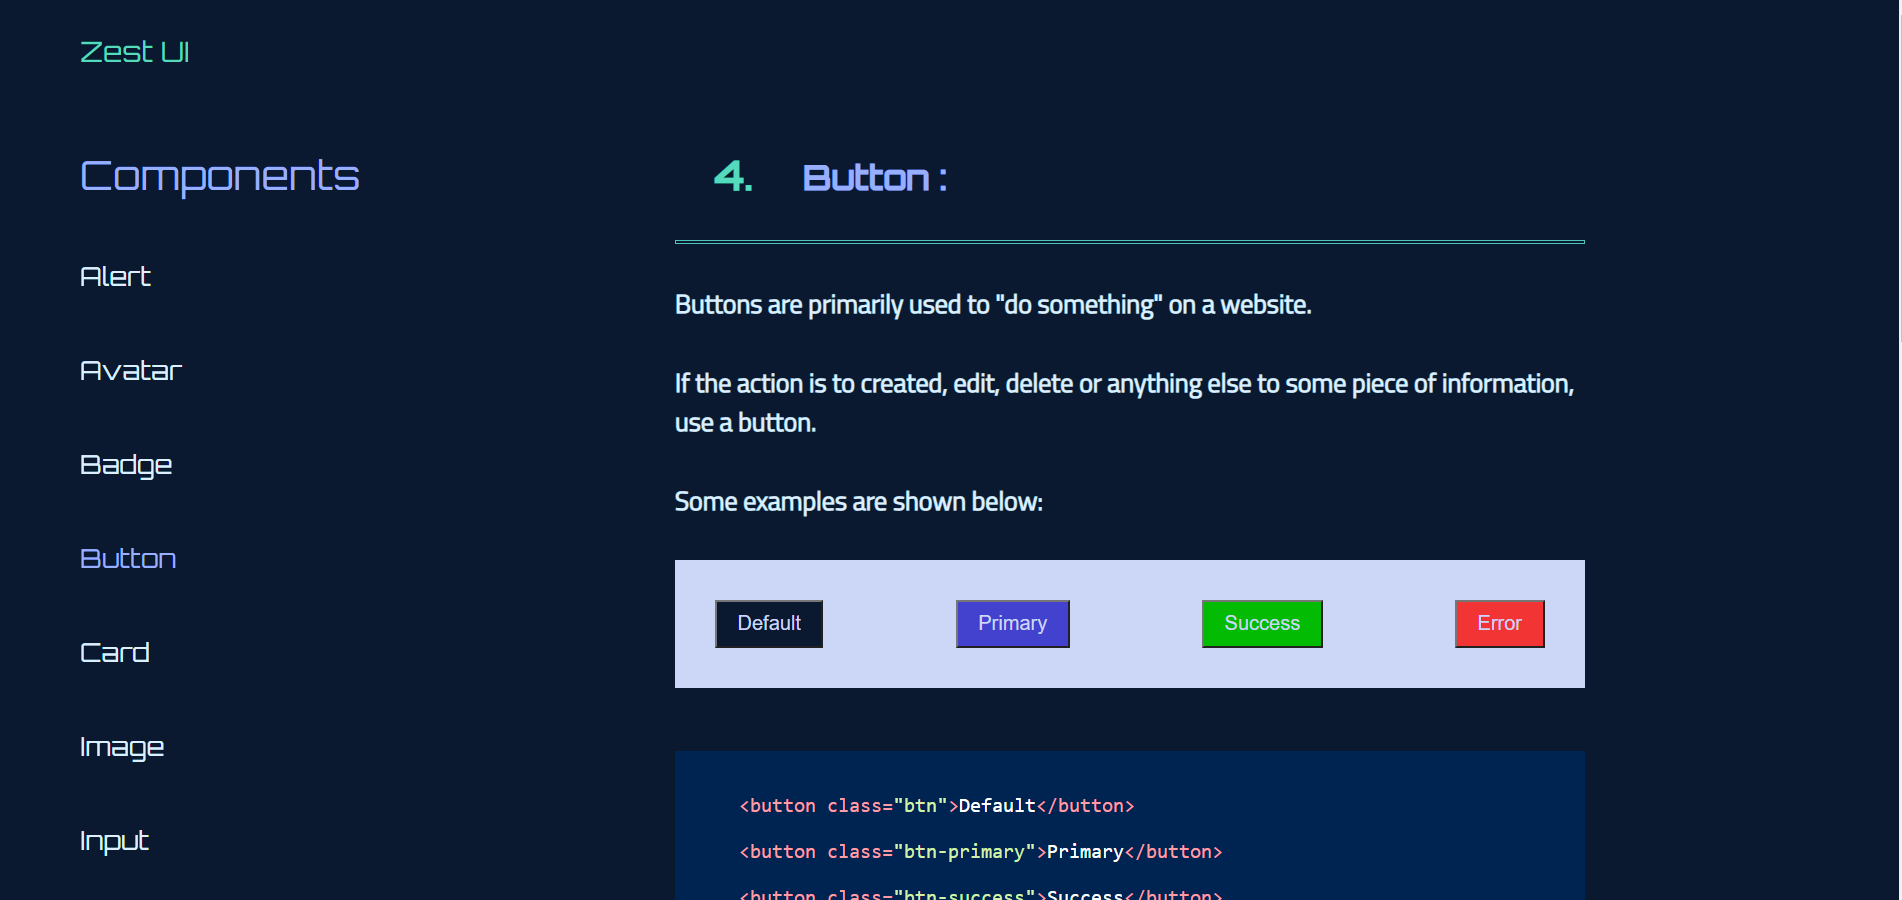 Zest UI
Components
Alert
Avatar
Badge
Button
Card
Image
Input
4. Button :
Buttons are primarily used to "do something" on a website.
If the action is to created, edit, delete or anything else to some piece of information,
use a button.
Some examples are shown below:
Default Primary Success Error
<button class="btn">Default</button>
<button class="btn-primary">Primary</button>
<button class="btn-success">Success</button>